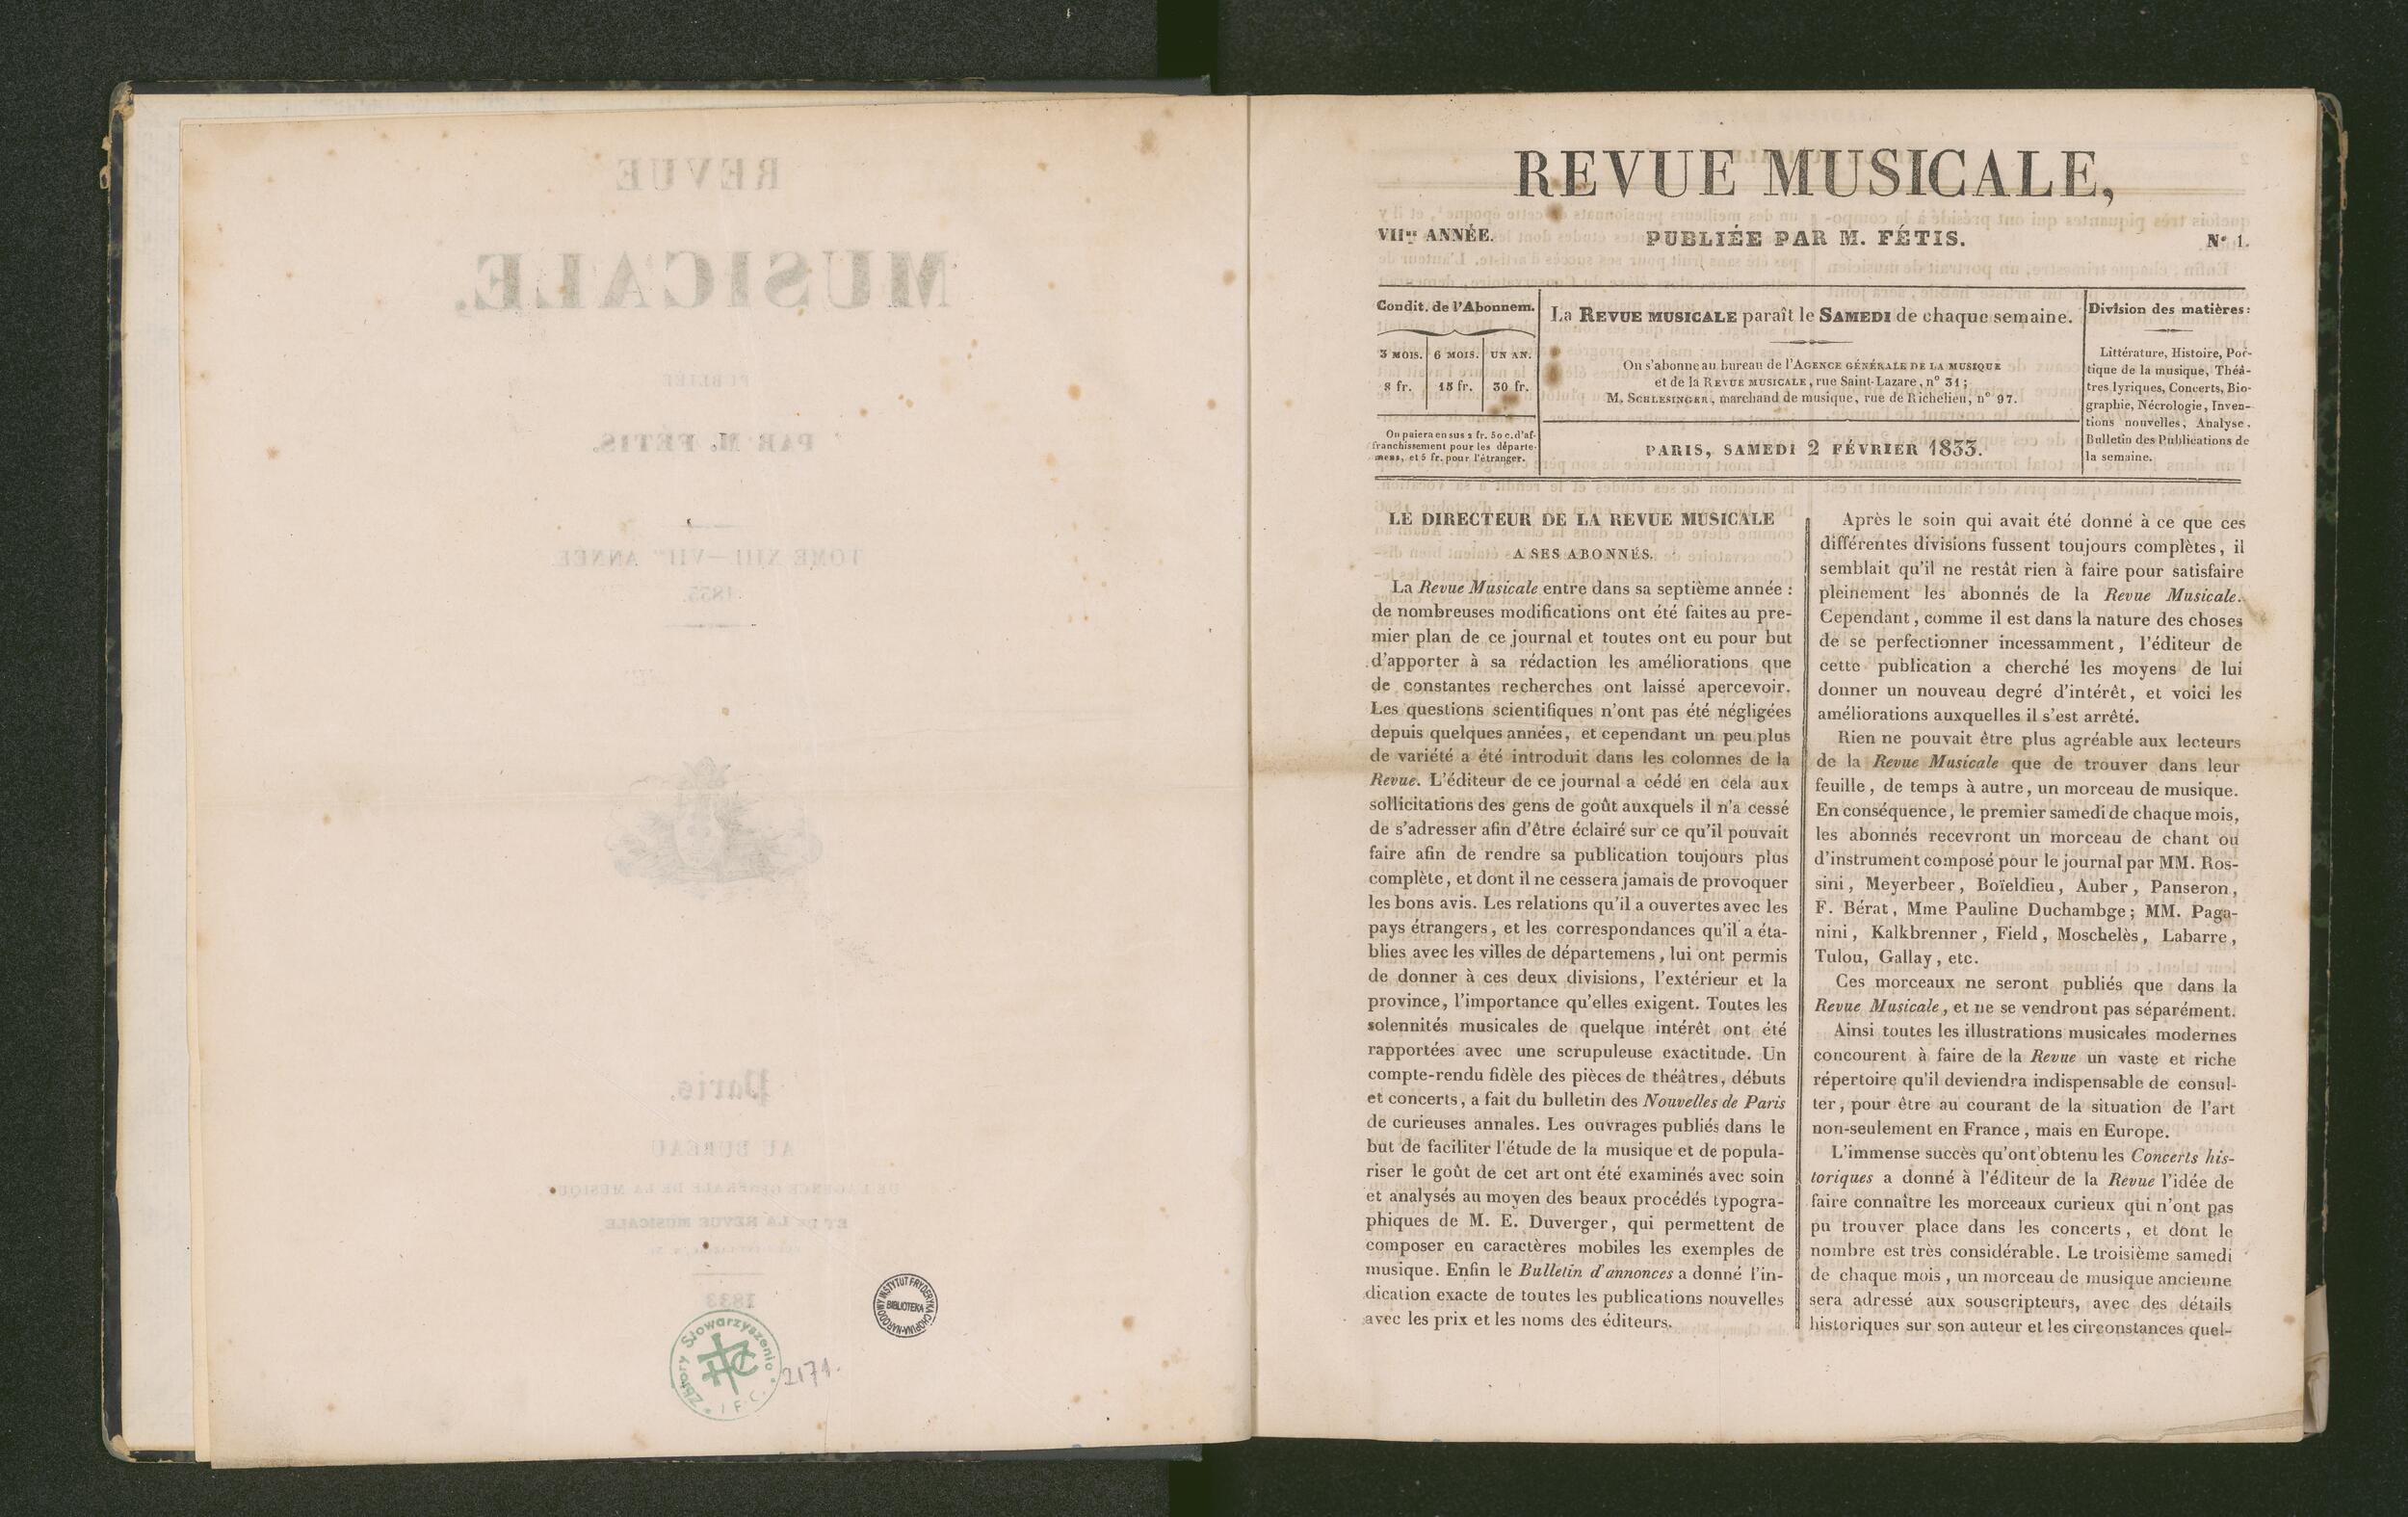 REVUE
MUSICALE.
PUBLIÉE
PAR M. FÉTIS.
TOME XIII—VIIme ANNÉE.
1833.
Paris.
AU BUREAU
DE L'AGENCE GÉNÉRALE DE LA MUSIQUE
ET DE LA REVUE MUSICALE
1833
NARODOWY INSTYTUT FRYDERYKA CHOPINA
BIBLIOTEKA
Zbiory Stowarzyszenia
I F C
2171.
REVUE MUSICALE,
VIIme ANNÉE.
PUBLIÉE PAR M. FÉTIS.
N° 1.
Condit. de l'Abonnem.
3 MOIS. 6 MOIS. UN AN.
8 fr. 15 fr. 30 fr.
On paiera en sus 2 fr. 50 c. d'af-
franchissement pour les départe-
mens, et 5 fr. pour l'étranger.
La REVUE MUSICALE paraît le SAMEDI de chaque semaine.
On s'abonne au bureau de l'AGENCE GÉNÉRALE DE LA MUSIQUE
et de la REVUE MUSICALE, rue Saint-Lazare, n° 31;
M. SCHLESINGER, marchand de musique, rue de Richelieu, n° 97.
PARIS, SAMEDI 2 FÉVRIER 1833.
Division des matières:
Littérature, Histoire, Poé-
tique de la musique, Théâ-
tres lyriques, Concerts, Bio-
graphie, Nécrologie, Inven-
tions nouvelles, Analyse.
Bulletin des Publications de
la semaine.
LE DIRECTEUR DE LA REVUE MUSICALE
A SES ABONNÉS.
La Revue Musicale entre dans sa septième année :
de nombreuses modifications ont été faites au pre-
mier plan de ce journal et toutes ont eu pour but
d'apporter à sa rédaction les améliorations que
de constantes recherches ont laissé apercevoir.
Les questions scientifiques n'ont pas été négligées
depuis quelques années, et cependant un peu plus
de variété a été introduit dans les colonnes de la
Revue. L'éditeur de ce journal a cédé en cela aux
sollicitations des gens de goût auxquels il n'a cessé
de s'adresser afin d'être éclairé sur ce qu'il pouvait
faire afin de rendre sa publication toujours plus
complète, et dont il ne cessera jamais de provoquer
les bons avis. Les relations qu'il a ouvertes avec les
pays étrangers, et les correspondances qu'il a éta-
blies avec les villes de départemens, lui ont permis
de donner à ces deux divisions, l'extérieur et la
province, l'importance qu'elles exigent. Toutes les
solennités musicales de quelque intérêt ont été
rapportées avec une scrupuleuse exactitude. Un
compte-rendu fidèle des pièces de théâtres, débuts
et concerts, a fait du bulletin des Nouvelles de Paris
de curieuses annales. Les ouvrages publiés dans le
but de faciliter l'étude de la musique et de popula-
riser le goût de cet art ont été examinés avec soin
et analysés au moyen des beaux procédés typogra-
phiques de M. E. Duverger, qui permettent de
composer en caractères mobiles les exemples de
musique. Enfin le Bulletin d'annonces a donné l'in-
dication exacte de toutes les publications nouvelles
avec les prix et les noms des éditeurs.
Après le soin qui avait été donné à ce que ces
différentes divisions fussent toujours complètes, il
semblait qu'il ne restât rien à faire pour satisfaire
pleinement les abonnés de la Revue Musicale.
Cependant, comme il est dans la nature des choses
de se perfectionner incessamment, l'éditeur de
cette publication a cherché les moyens de lui
donner un nouveau degré d'intérêt, et voici les
améliorations auxquelles il s'est arrêté.
Rien ne pouvait être plus agréable aux lecteurs
de la Revue Musicale que de trouver dans leur
feuille, de temps à autre, un morceau de musique.
En conséquence, le premier samedi de chaque mois,
les abonnés recevront un morceau de chant ou
d'instrument composé pour le journal par MM. Ros-
sini, Meyerbeer, Boïeldieu, Auber, Panseron,
F. Bérat, Mme Pauline Duchambge; MM. Paga-
nini, Kalkbrenner, Field, Moschelès, Labarre,
Tulou, Gallay, etc.
Ces morceaux ne seront publiés que dans la
Revue Musicale, et ne se vendront pas séparément.
Ainsi toutes les illustrations musicales modernes
concourent à faire de la Revue un vaste et riche
répertoire qu'il deviendra indispensable de consul-
ter, pour être au courant de la situation de l'art
non-seulement en France, mais en Europe.
L'immense succès qu'ont obtenu les Concerts his-
toriques a donné à l'éditeur de la Revue l'idée de
faire connaître les morceaux curieux qui n'ont pas
pu trouver place dans les concerts, et dont le
nombre est très considérable. Le troisième samedi
de chaque mois, un morceau de musique ancienne
sera adressé aux souscripteurs, avec des détails
historiques sur son auteur et les circonstances quel-